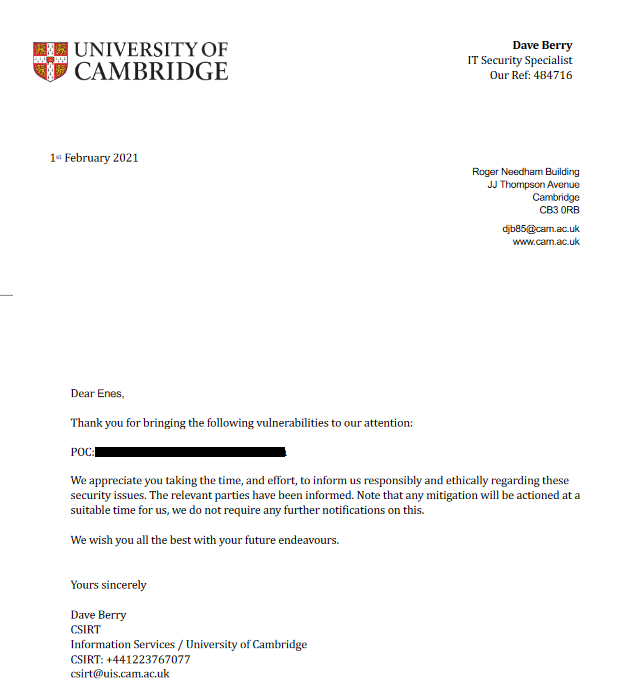 UNIVERSITY OF
CAMBRIDGE
Dave Berry
IT Security Specialist
Our Ref: 484716
1st February 2021
Roger Needham Building
JJ Thompson Avenue
Cambridge
CB3 0RB
djb85@cam.ac.uk
www.cam.ac.uk
Dear Enes,
Thank you for bringing the following vulnerabilities to our attention:
POC:
We appreciate you taking the time, and effort, to inform us responsibly and ethically regarding these
security issues. The relevant parties have been informed. Note that any mitigation will be actioned at a
suitable time for us, we do not require any further notifications on this.
We wish you all the best with your future endeavours.
Yours sincerely
Dave Berry
CSIRT
Information Services / University of Cambridge
CSIRT: +441223767077
csirt@uis.cam.ac.uk